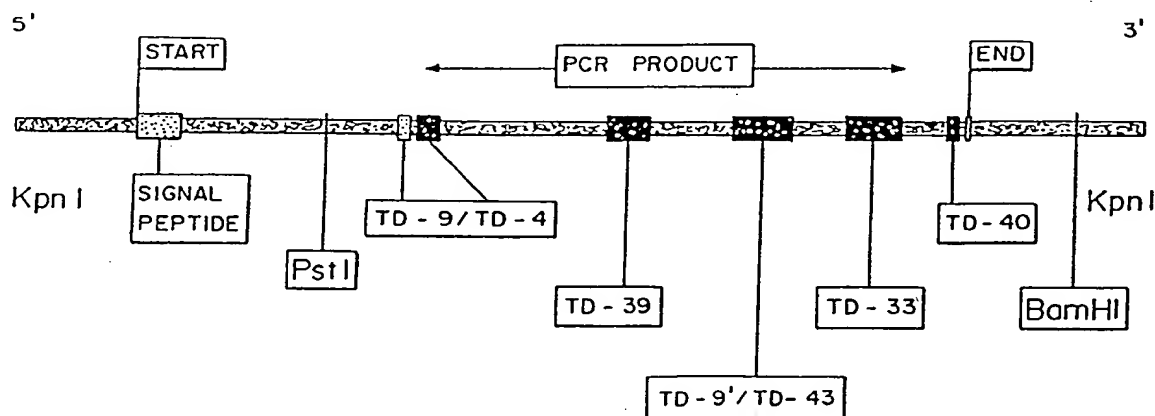 5'
3'
START
PCR PRODUCT
END
Kpn I
SIGNAL
PEPTIDE
TD-9/TD-4
TD-40
Kpn I
Pst I
TD-39
TD-33
BamHI
TD-9'/TD-43